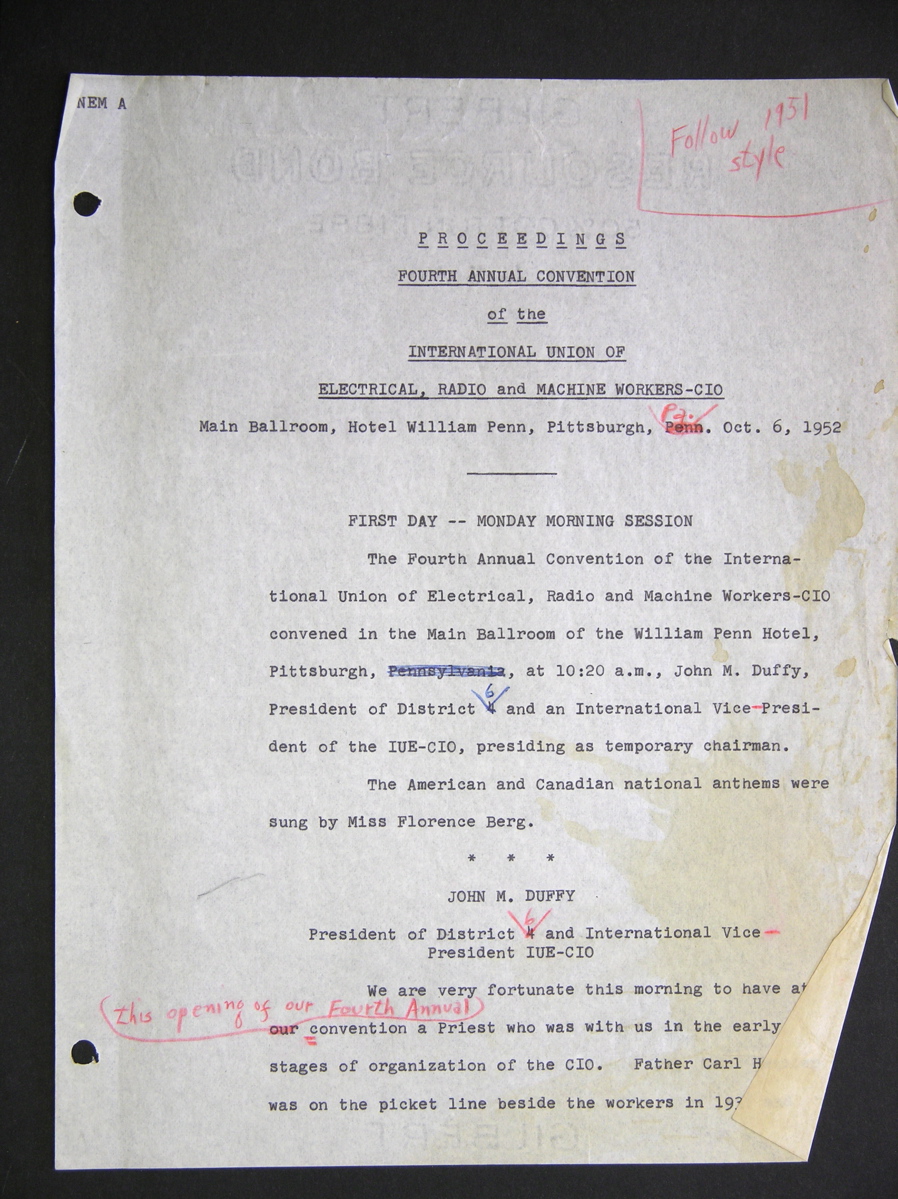 NEM A
Follow 1951
style
PROCEEDINGS
FOURTH ANNUAL CONVENTION
of the
INTERNATIONAL UNION OF
ELECTRICAL, RADIO and MACHINE WORKERS-CIO
Pa.
Main Ballroom, Hotel William Penn, Pittsburgh, Penn. Oct. 6, 1952
FIRST DAY -- MONDAY MORNING SESSION
The Fourth Annual Convention of the Interna-
tional Union of Electrical, Radio and Machine Workers-CIO
convened in the Main Ballroom of the William Penn Hotel,
Pittsburgh, Pennsylvania, at 10:20 a.m., John M. Duffy,
6
President of District 4 and an International Vice-Presi-
dent of the IUE-CIO, presiding as temporary chairman.
The American and Canadian national anthems were
sung by Miss Florence Berg.
* * *
JOHN M. DUFFY
6
President of District 4 and International Vice-
President IUE-CIO
We are very fortunate this morning to have at
this opening of our Fourth Annual
our convention a Priest who was with us in the early
stages of organization of the CIO. Father Carl
was on the picket line beside the workers in
GILBERT
RESOURCE BOND